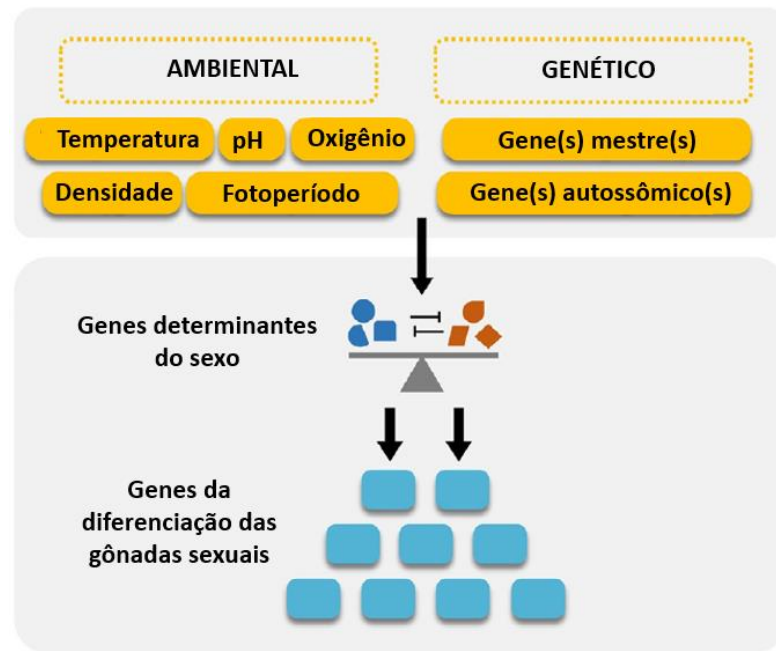 AMBIENTAL
GENÉTICO
Temperatura
pH
Oxigênio
Gene(s) mestre(s)
Densidade
Fotoperíodo
Gene(s) autossômico(s)
Genes determinantes
do sexo
Genes da
diferenciação das
gônadas sexuais